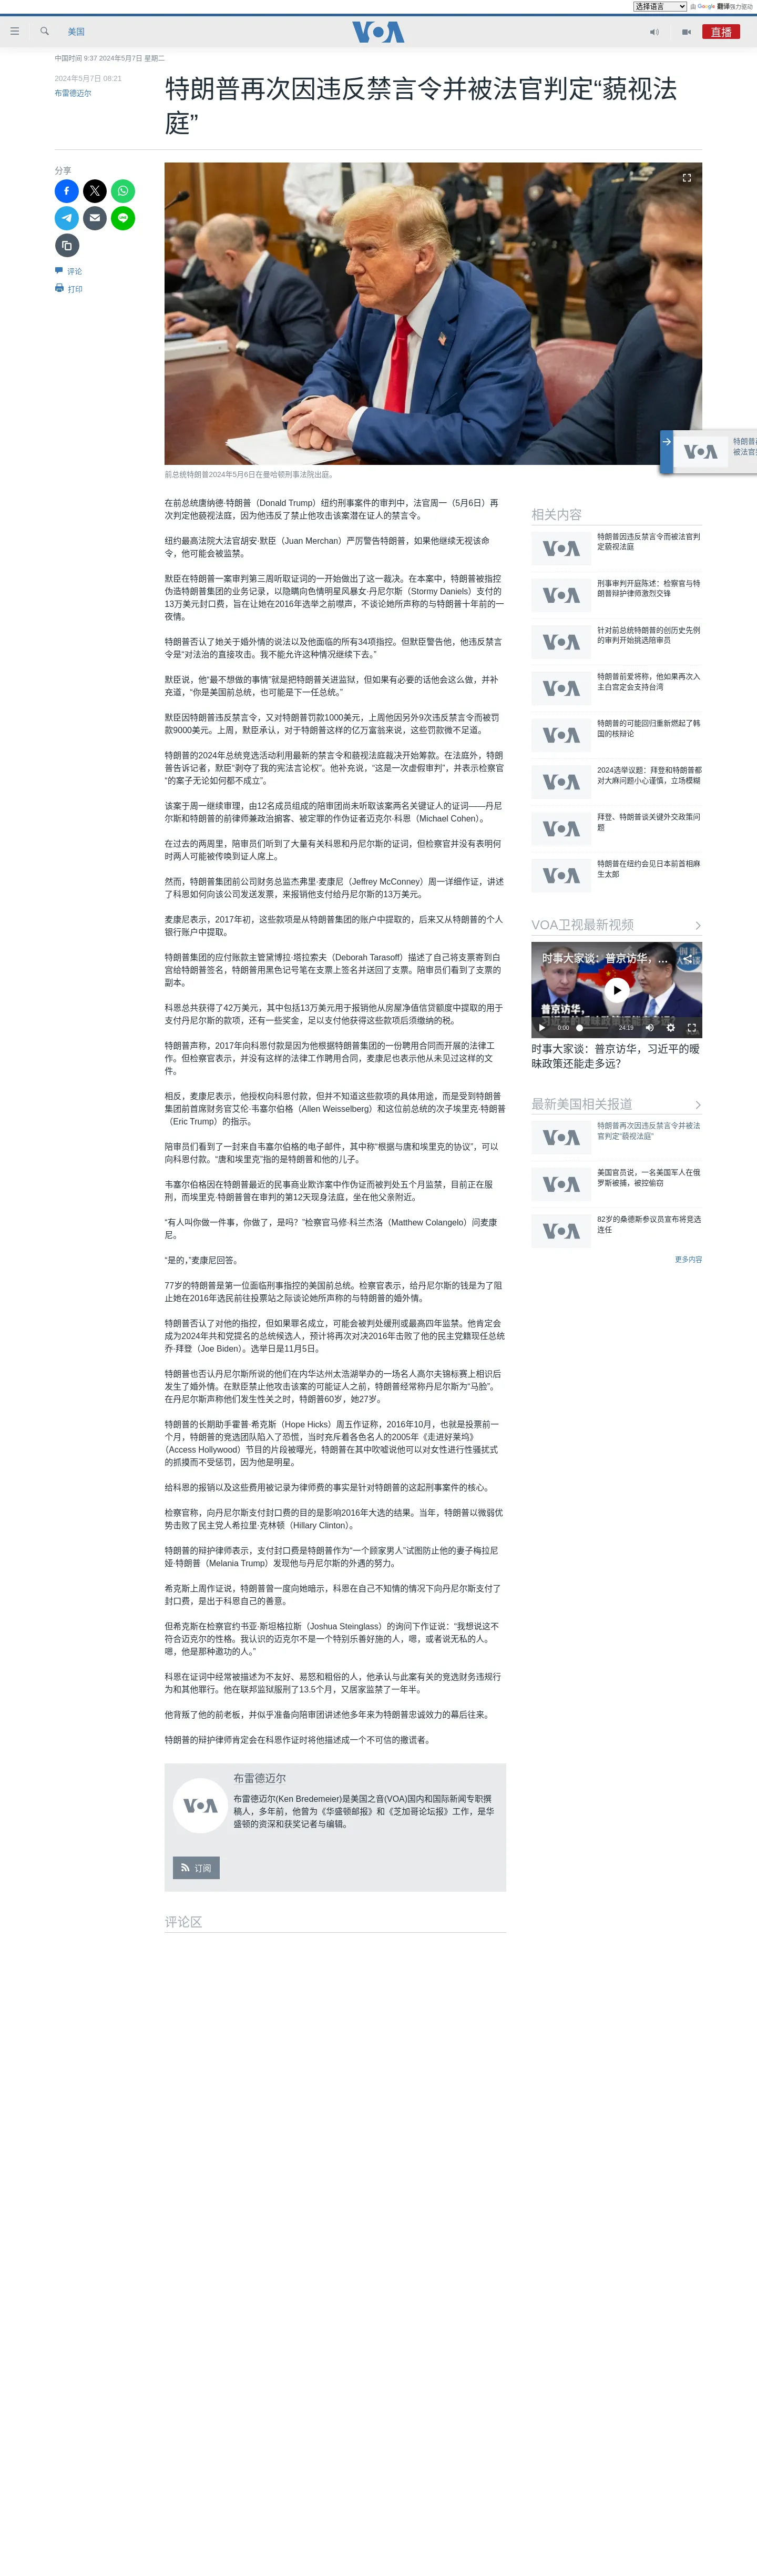 选择语言 由 Google 翻译强力驱动
美国
VOA
直播
中国时间 9:37 2024年5月7日 星期二
2024年5月7日 08:21
布雷德迈尔
特朗普再次因违反禁言令并被法官判定“藐视法
庭”
分享
评论
打印
前总统特朗普2024年5月6日在曼哈顿刑事法院出庭。
在前总统唐纳德·特朗普（Donald Trump）纽约刑事案件的审判中，法官周一（5月6日）再
次判定他藐视法庭，因为他违反了禁止他攻击该案潜在证人的禁言令。
纽约最高法院大法官胡安·默臣（Juan Merchan）严厉警告特朗普，如果他继续无视该命
令，他可能会被监禁。
默臣在特朗普一案审判第三周听取证词的一开始做出了这一裁决。在本案中，特朗普被指控
伪造特朗普集团的业务记录，以隐瞒向色情明星风暴女·丹尼尔斯（Stormy Daniels）支付的
13万美元封口费，旨在让她在2016年选举之前噤声，不谈论她所声称的与特朗普十年前的一
夜情。
特朗普否认了她关于婚外情的说法以及他面临的所有34项指控。但默臣警告他，他违反禁言
令是“对法治的直接攻击。我不能允许这种情况继续下去。”
默臣说，他“最不想做的事情”就是把特朗普关进监狱，但如果有必要的话他会这么做，并补
充道，“你是美国前总统，也可能是下一任总统。”
默臣因特朗普违反禁言令，又对特朗普罚款1000美元，上周他因另外9次违反禁言令而被罚
款9000美元。上周，默臣承认，对于特朗普这样的亿万富翁来说，这些罚款微不足道。
特朗普的2024年总统竞选活动利用最新的禁言令和藐视法庭裁决开始筹款。在法庭外，特朗
普告诉记者，默臣“剥夺了我的宪法言论权”。他补充说，“这是一次虚假审判”，并表示检察官
“的案子无论如何都不成立”。
该案于周一继续审理，由12名成员组成的陪审团尚未听取该案两名关键证人的证词——丹尼
尔斯和特朗普的前律师兼政治掮客、被定罪的作伪证者迈克尔·科恩（Michael Cohen）。
在过去的两周里，陪审员们听到了大量有关科恩和丹尼尔斯的证词，但检察官并没有表明何
时两人可能被传唤到证人席上。
然而，特朗普集团前公司财务总监杰弗里·麦康尼（Jeffrey McConney）周一详细作证，讲述
了科恩如何向该公司发送发票，来报销他支付给丹尼尔斯的13万美元。
麦康尼表示，2017年初，这些款项是从特朗普集团的账户中提取的，后来又从特朗普的个人
银行账户中提取。
特朗普集团的应付账款主管黛博拉·塔拉索夫（Deborah Tarasoff）描述了自己将支票寄到白
宫给特朗普签名，特朗普用黑色记号笔在支票上签名并送回了支票。陪审员们看到了支票的
副本。
科恩总共获得了42万美元，其中包括13万美元用于报销他从房屋净值信贷额度中提取的用于
支付丹尼尔斯的款项，还有一些奖金，足以支付他获得这些款项后须缴纳的税。
特朗普声称，2017年向科恩付款是因为他根据特朗普集团的一份聘用合同而开展的法律工
作。但检察官表示，并没有这样的法律工作聘用合同，麦康尼也表示他从未见过这样的文
件。
相反，麦康尼表示，他授权向科恩付款，但并不知道这些款项的具体用途，而是受到特朗普
集团前首席财务官艾伦·韦塞尔伯格（Allen Weisselberg）和这位前总统的次子埃里克·特朗普
（Eric Trump）的指示。
陪审员们看到了一封来自韦塞尔伯格的电子邮件，其中称“根据与唐和埃里克的协议”，可以
向科恩付款。“唐和埃里克”指的是特朗普和他的儿子。
韦塞尔伯格因在特朗普最近的民事商业欺诈案中作伪证而被判处五个月监禁，目前正在服
刑，而埃里克·特朗普曾在审判的第12天现身法庭，坐在他父亲附近。
“有人叫你做一件事，你做了，是吗？”检察官马修·科兰杰洛（Matthew Colangelo）问麦康
尼。
“是的，”麦康尼回答。
77岁的特朗普是第一位面临刑事指控的美国前总统。检察官表示，给丹尼尔斯的钱是为了阻
止她在2016年选民前往投票站之际谈论她所声称的与特朗普的婚外情。
特朗普否认了对他的指控，但如果罪名成立，可能会被判处缓刑或最高四年监禁。他肯定会
成为2024年共和党提名的总统候选人，预计将再次对决2016年击败了他的民主党籍现任总统
乔·拜登（Joe Biden）。选举日是11月5日。
特朗普也否认丹尼尔斯所说的他们在内华达州太浩湖举办的一场名人高尔夫锦标赛上相识后
发生了婚外情。在默臣禁止他攻击该案的可能证人之前，特朗普经常称丹尼尔斯为“马脸”。
在丹尼尔斯声称他们发生性关之时，特朗普60岁，她27岁。
特朗普的长期助手霍普·希克斯（Hope Hicks）周五作证称，2016年10月，也就是投票前一
个月，特朗普的竞选团队陷入了恐慌，当时充斥着各色名人的2005年《走进好莱坞》
（Access Hollywood）节目的片段被曝光，特朗普在其中吹嘘说他可以对女性进行性骚扰式
的抓摸而不受惩罚，因为他是明星。
给科恩的报销以及这些费用被记录为律师费的事实是针对特朗普的这起刑事案件的核心。
检察官称，向丹尼尔斯支付封口费的目的是影响2016年大选的结果。当年，特朗普以微弱优
势击败了民主党人希拉里·克林顿（Hillary Clinton）。
特朗普的辩护律师表示，支付封口费是特朗普作为“一个顾家男人”试图防止他的妻子梅拉尼
娅·特朗普（Melania Trump）发现他与丹尼斯的外遇的努力。
希克斯上周作证说，特朗普曾一度向她暗示，科恩在自己不知情的情况下向丹尼尔斯支付了
封口费，是出于科恩自己的善意。
但希克斯在检察官约书亚·斯坦格拉斯（Joshua Steinglass）的询问下作证说：“我想说这不
符合迈克尔的性格。我认识的迈克尔不是一个特别乐善好施的人，嗯，或者说无私的人。
嗯，他是那种邀功的人。”
科恩在证词中经常被描述为不友好、易怒和粗俗的人，他承认与此案有关的竞选财务违规行
为和其他罪行。他在联邦监狱服刑了13.5个月，又居家监禁了一年半。
他背叛了他的前老板，并似乎准备向陪审团讲述他多年来为特朗普忠诚效力的幕后往来。
特朗普的辩护律师肯定会在科恩作证时将他描述成一个不可信的撒谎者。
VOA
布雷德迈尔
布雷德迈尔(Ken Bredemeier)是美国之音(VOA)国内和国际新闻专职撰
稿人，多年前，他曾为《华盛顿邮报》和《芝加哥论坛报》工作，是华
盛顿的资深和获奖记者与编辑。
订阅
评论区
VOA
相关内容
特朗普因违反禁言令而被法官判
定藐视法庭
刑事审判开庭陈述：检察官与特
朗普辩护律师激烈交锋
针对前总统特朗普的创历史先例
的审判开始挑选陪审员
特朗普前爱将称，他如果再次入
主白宫定会支持台湾
特朗普的可能回归重新燃起了韩
国的核辩论
2024选举议题：拜登和特朗普都
对大麻问题小心谨慎，立场模糊
拜登、特朗普谈关键外交政策问
题
特朗普在纽约会见日本前首相麻
生太郎
VOA卫视最新视频
时事大家谈：普京访华，…
普京访华，
0:00 24:19
时事大家谈：普京访华，习近平的暧
昧政策还能走多远？
最新美国相关报道
特朗普再次因违反禁言令并被法
官判定“藐视法庭”
美国官员说，一名美国军人在俄
罗斯被捕，被控偷窃
82岁的桑德斯参议员宣布将竞选
连任
更多内容